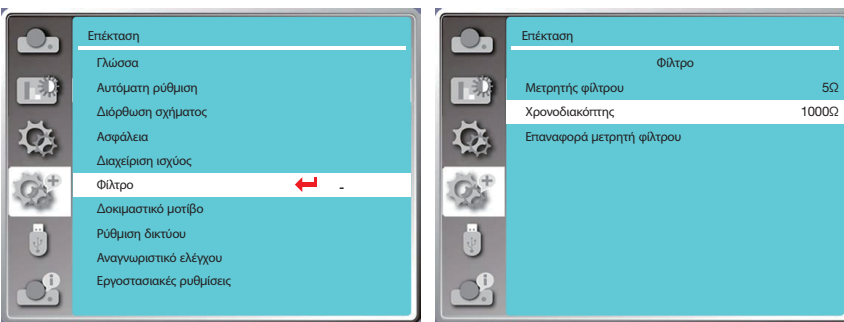 Επέκταση
Γλώσσα
Αυτόματη ρύθμιση
Διόρθωση σχήματος
Ασφάλεια
Διαχείριση ισχύος
Φίλτρο -
Δοκιμαστικό μοτίβο
Ρύθμιση δικτύου
Αναγνωριστικό ελέγχου
Εργοστασιακές ρυθμίσεις
Επέκταση
Φίλτρο
Μετρητής φίλτρου 5Ω
Χρονοδιακόπτης 1000Ω
Επαναφορά μετρητή φίλτρου